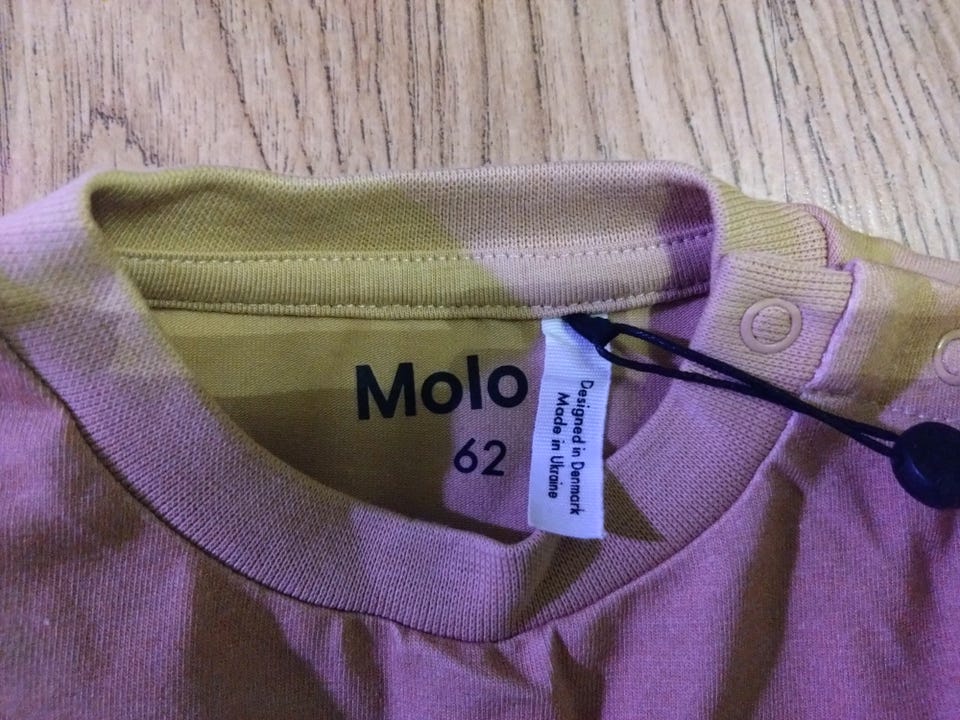 Molo
62
Designed in Denmark
Made in Ukraine